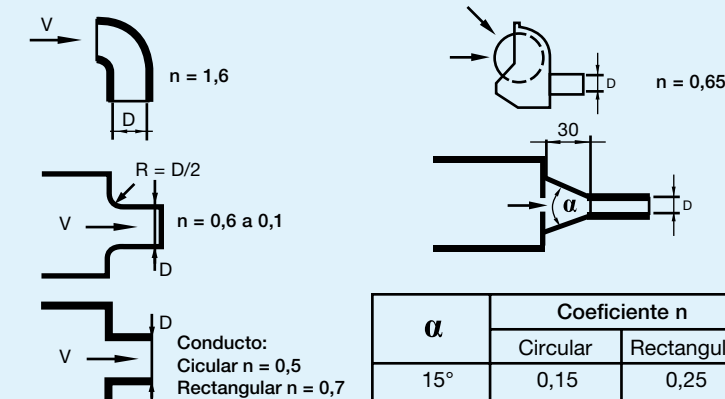 V
n = 1,6
D
D
n = 0,65
R = D/2
V
n = 0,6 a 0,1
D
30
α
D
D
V
Conducto:
Cicular n = 0,5
Rectangular n = 0,7
α
Coeficiente n
Circular
Rectangul
15°
0,15
0,25